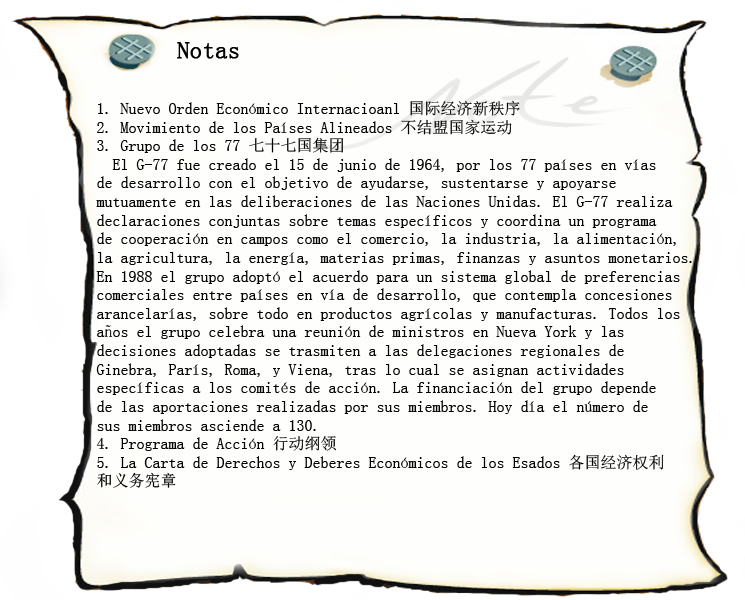 Notas
Note
1. Nuevo Orden Económico Internacioanl 国际经济新秩序
2. Movimiento de los Países Alineados 不结盟国家运动
3. Grupo de los 77 七十七国集团
El G-77 fue creado el 15 de junio de 1964, por los 77 países en vías
de desarrollo con el objetivo de ayudarse, sustentarse y apoyarse
mutuamente en las deliberaciones de las Naciones Unidas. El G-77 realiza
declaraciones conjuntas sobre temas específicos y coordina un programa
de cooperación en campos como el comercio, la industria, la alimentación,
la agricultura, la energía, materias primas, finanzas y asuntos monetarios.
En 1988 el grupo adoptó el acuerdo para un sistema global de preferencias
comerciales entre países en vía de desarrollo, que contempla concesiones
arancelarías, sobre todo en productos agrícolas y manufacturas. Todos los
años el grupo celebra una reunión de ministros en Nueva York y las
decisiones adoptadas se trasmiten a las delegaciones regionales de
Ginebra, París, Roma, y Viena, tras lo cual se asignan actividades
específicas a los comités de acción. La financiación del grupo depende
de las aportaciones realizadas por sus miembros. Hoy día el número de
sus miembros asciende a 130.
4. Programa de Acción 行动纲领
5. La Carta de Derechos y Deberes Económicos de los Esados 各国经济权利
和义务宪章